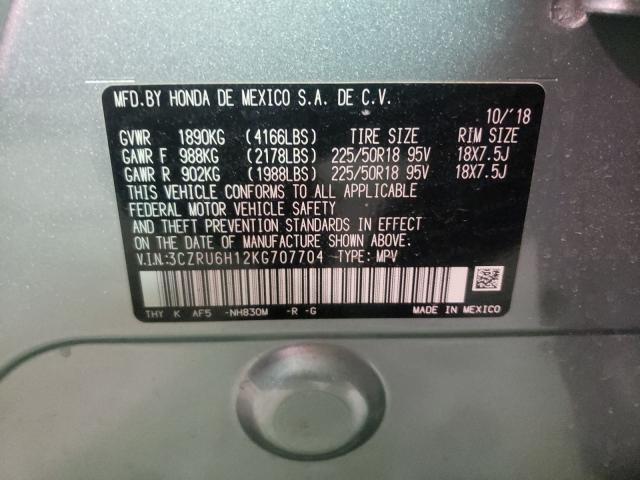 MFD.BY HONDA DE MEXICO S.A. DE C.V.
10/'18
GVWR 1890KG (4166LBS) TIRE SIZE RIM SIZE
GAWR F 988KG (2178LBS) 225/50R18 95V 18X7.5J
GAWR R 902KG (1988LBS) 225/50R18 95V 18X7.5J
THIS VEHICLE CONFORMS TO ALL APPLICABLE
FEDERAL MOTOR VEHICLE SAFETY
AND THEFT PREVENTION STANDARDS IN EFFECT
ON THE DATE OF MANUFACTURE SHOWN ABOVE.
V.I.N:3CZRU6H12KG707704 TYPE: MPV
THY K AF5 -NH830M -R -G MADE IN MEXICO